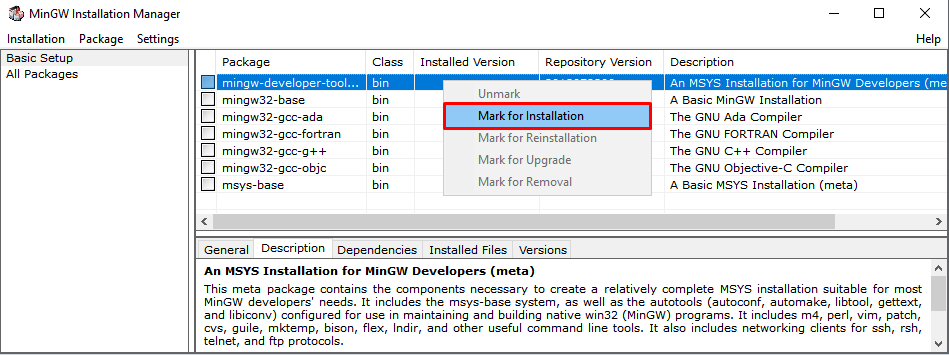 MinGW Installation Manager
Installation Package Settings Help
Basic Setup
All Packages
Package Class Installed Version Repository Version Description
mingw-developer-tool... bin An MSYS Installation for MinGW Developers (me
mingw32-base bin A Basic MinGW Installation
mingw32-gcc-ada bin The GNU Ada Compiler
mingw32-gcc-fortran bin The GNU FORTRAN Compiler
mingw32-gcc-g++ bin The GNU C++ Compiler
mingw32-gcc-objc bin The GNU Objective-C Compiler
msys-base bin A Basic MSYS Installation (meta)
Unmark
Mark for Installation
Mark for Reinstallation
Mark for Upgrade
Mark for Removal
General Description Dependencies Installed Files Versions
An MSYS Installation for MinGW Developers (meta)
This meta package contains the components necessary to create a relatively complete MSYS installation suitable for most
MinGW developers' needs. It includes the msys-base system, as well as the autotools (autoconf, automake, libtool, gettext,
and libiconv) configured for use in maintaining and building native win32 (MinGW) programs. It includes m4, perl, vim, patch,
cvs, guile, mktemp, bison, flex, lndir, and other useful command line tools. It also includes networking clients for ssh, rsh,
telnet, and ftp protocols.